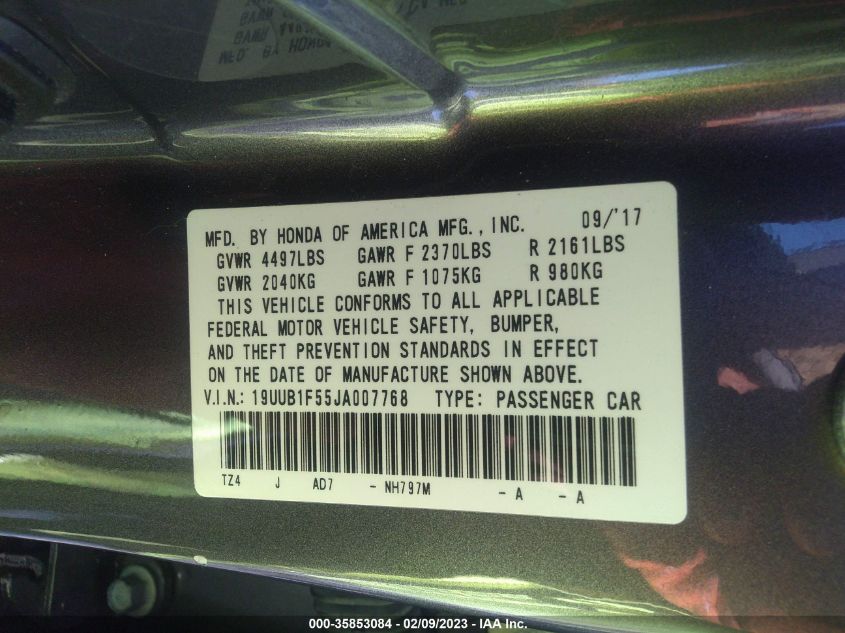 MFD. BY HONDA OF AMERICA MFG., INC. 09/'17
GVWR 4497LBS GAWR F 2370LBS R 2161LBS
GVWR 2040KG GAWR F 1075KG R 980KG
THIS VEHICLE CONFORMS TO ALL APPLICABLE
FEDERAL MOTOR VEHICLE SAFETY, BUMPER,
AND THEFT PREVENTION STANDARDS IN EFFECT
ON THE DATE OF MANUFACTURE SHOWN ABOVE.
V.I.N.: 19UUB1F55JA007768 TYPE: PASSENGER CAR
TZ4 J AD7 - NH797M - A - A
000-35853084 - 02/09/2023 - IAA Inc.